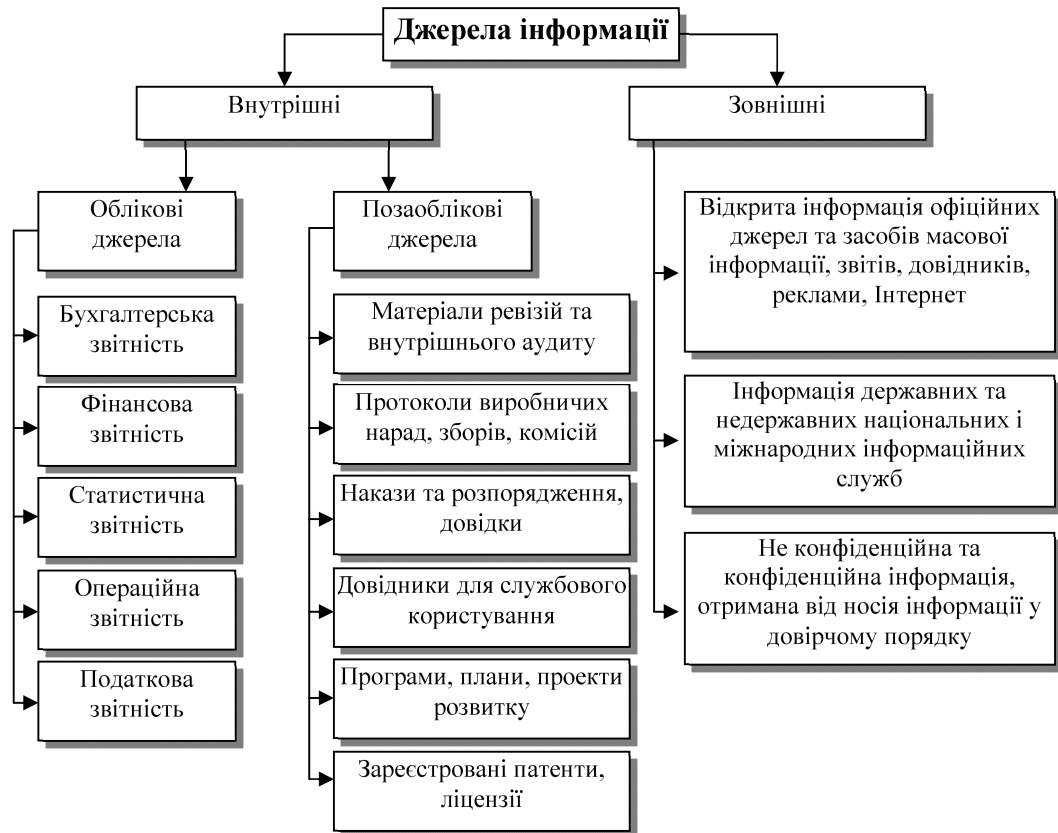 Джерела інформації
Внутрішні
Зовнішні
Облікові
джерела
Бухгалтерська
звітність
Фінансова
звітність
Статистична
звітність
Операційна
звітність
Податкова
звітність
Позаоблікові
джерела
Матеріали ревізій та
внутрішнього аудиту
Протоколи виробничих
нарад, зборів, комісій
Накази та розпорядження,
довідки
Довідники для службового
користування
Програми, плани, проекти
розвитку
Зареєстровані патенти,
ліцензії
Відкрита інформація офіційних
джерел та засобів масової
інформації, звітів, довідників,
реклами, Інтернет
Інформація державних та
недержавних національних і
міжнародних інформаційних
служб
Не конфіденційна та
конфіденційна інформація,
отримана від носія інформації у
довірчому порядку